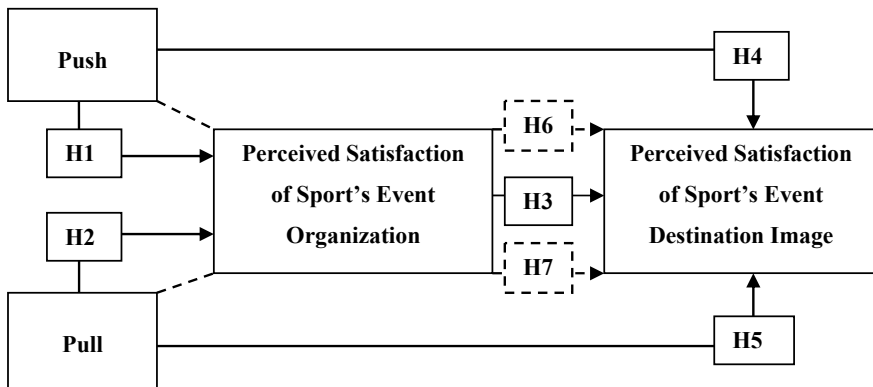 Push
H4
H1
H6
Perceived Satisfaction
of Sport's Event
Organization
H3
Perceived Satisfaction
of Sport's Event
Destination Image
H2
H7
Pull
H5